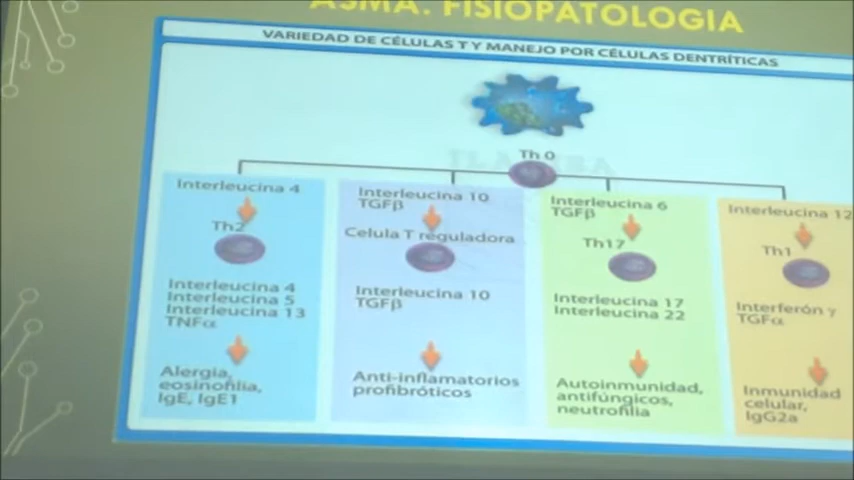 ASMA. FISIOPATOLOGIA
VARIEDAD DE CÉLULAS T Y MANEJO POR CÉLULAS DENTRÍTICAS
Th 0
Interleucina 4
Th2
Interleucina 4
Interleucina 5
Interleucina 13
TNFα
Alergia,
eosinofilia,
IgE, IgE1
Interleucina 10
TGFβ
Celula T reguladora
Interleucina 10
TGFβ
Anti-inflamatorios
profibróticos
Interleucina 6
TGFβ
Th17
Interleucina 17
Interleucina 22
Autoinmunidad,
antifúngicos,
neutrofilia
Interleucina 12
Th1
Interferón γ
TGFα
Inmunidad
celular,
IgG2a